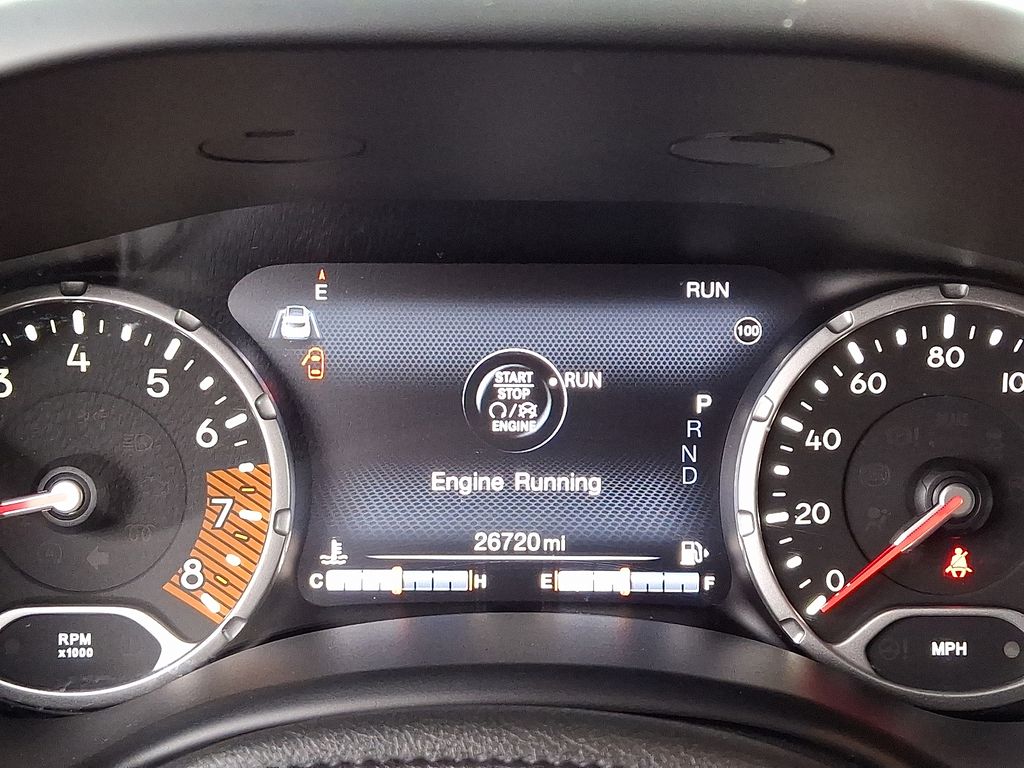 E
RUN
100
START
STOP
ENGINE
RUN
P
R
N
D
Engine Running
26720 mi
C H
E F
3 4 5 6 7 8
RPM
x1000
0 20 40 60 80
MPH